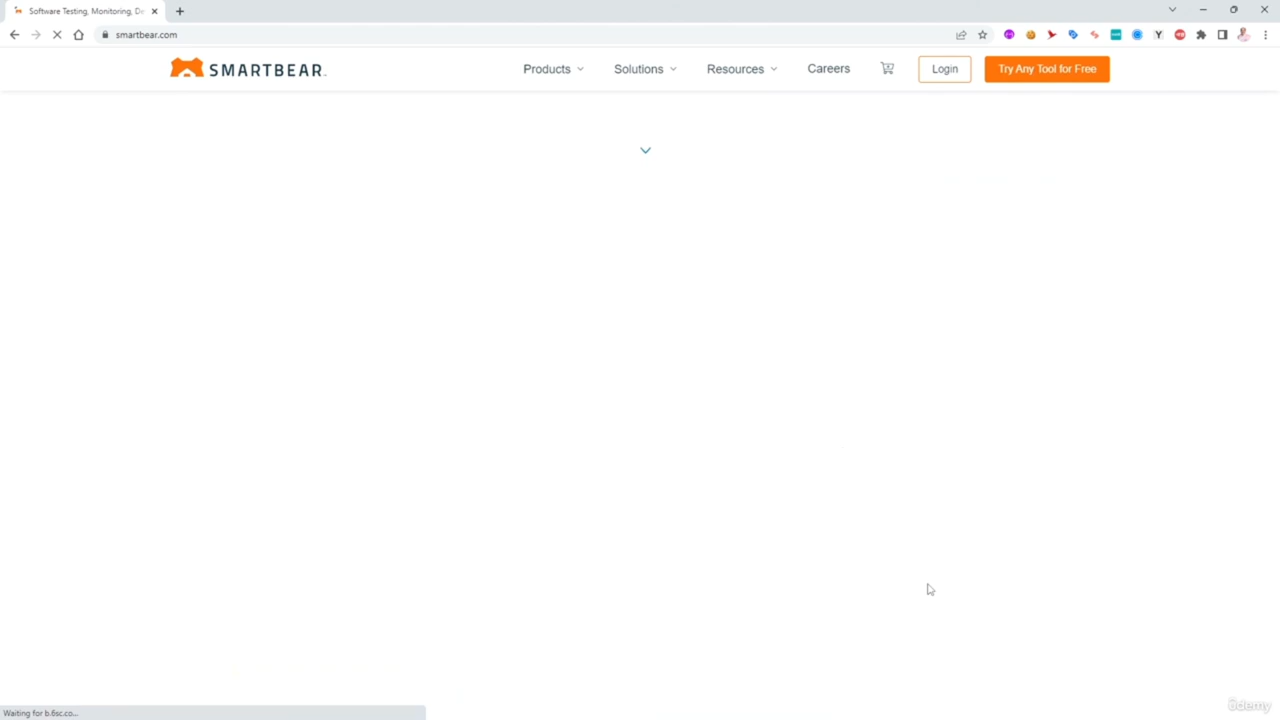 Software Testing, Monitoring, De
smartbear.com
SMARTBEAR
Products
Solutions
Resources
Careers
Login
Try Any Tool for Free
Waiting for b.6sc.co...
ûdemy